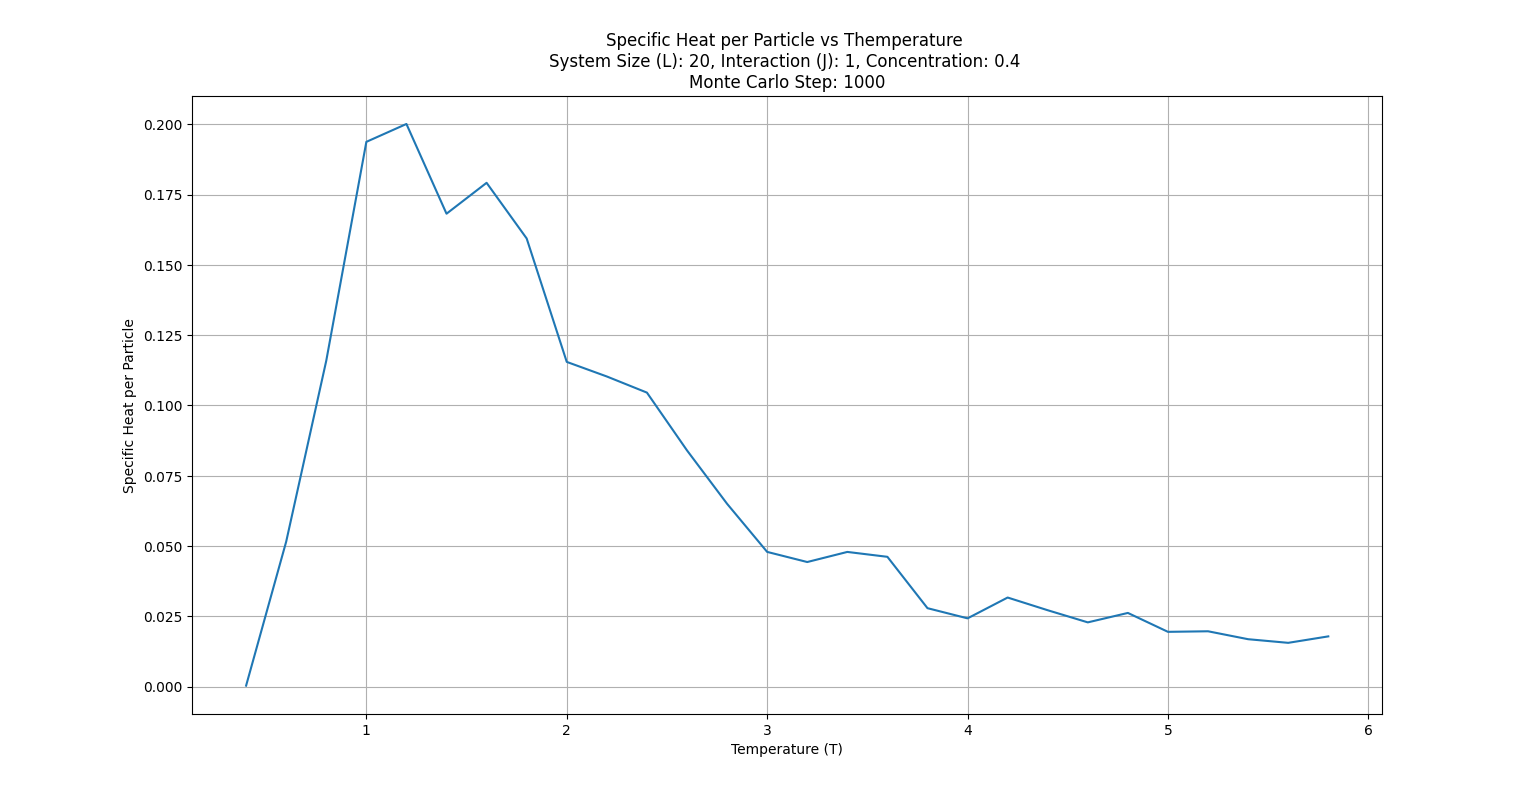 Specific Heat per Particle vs Themperature
System Size (L): 20, Interaction (J): 1, Concentration: 0.4
Monte Carlo Step: 1000
0.200
0.175
0.150
0.125
0.100
0.075
0.050
0.025
0.000
Specific Heat per Particle
1 2 3 4 5 6
Temperature (T)